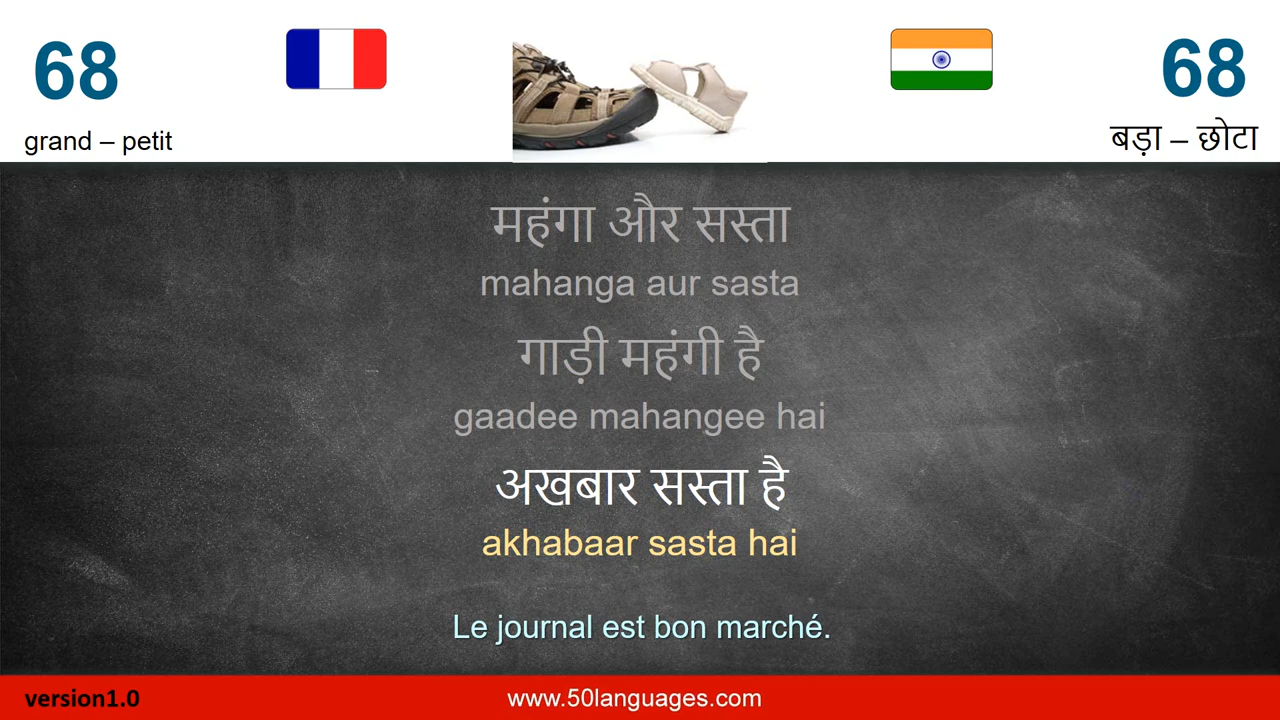 68
68
grand – petit
बड़ा – छोटा
महंगा और सस्ता
mahanga aur sasta
गाड़ी महंगी है
gaadee mahangee hai
अखबार सस्ता है
akhabaar sasta hai
Le journal est bon marché.
version1.0
www.50languages.com